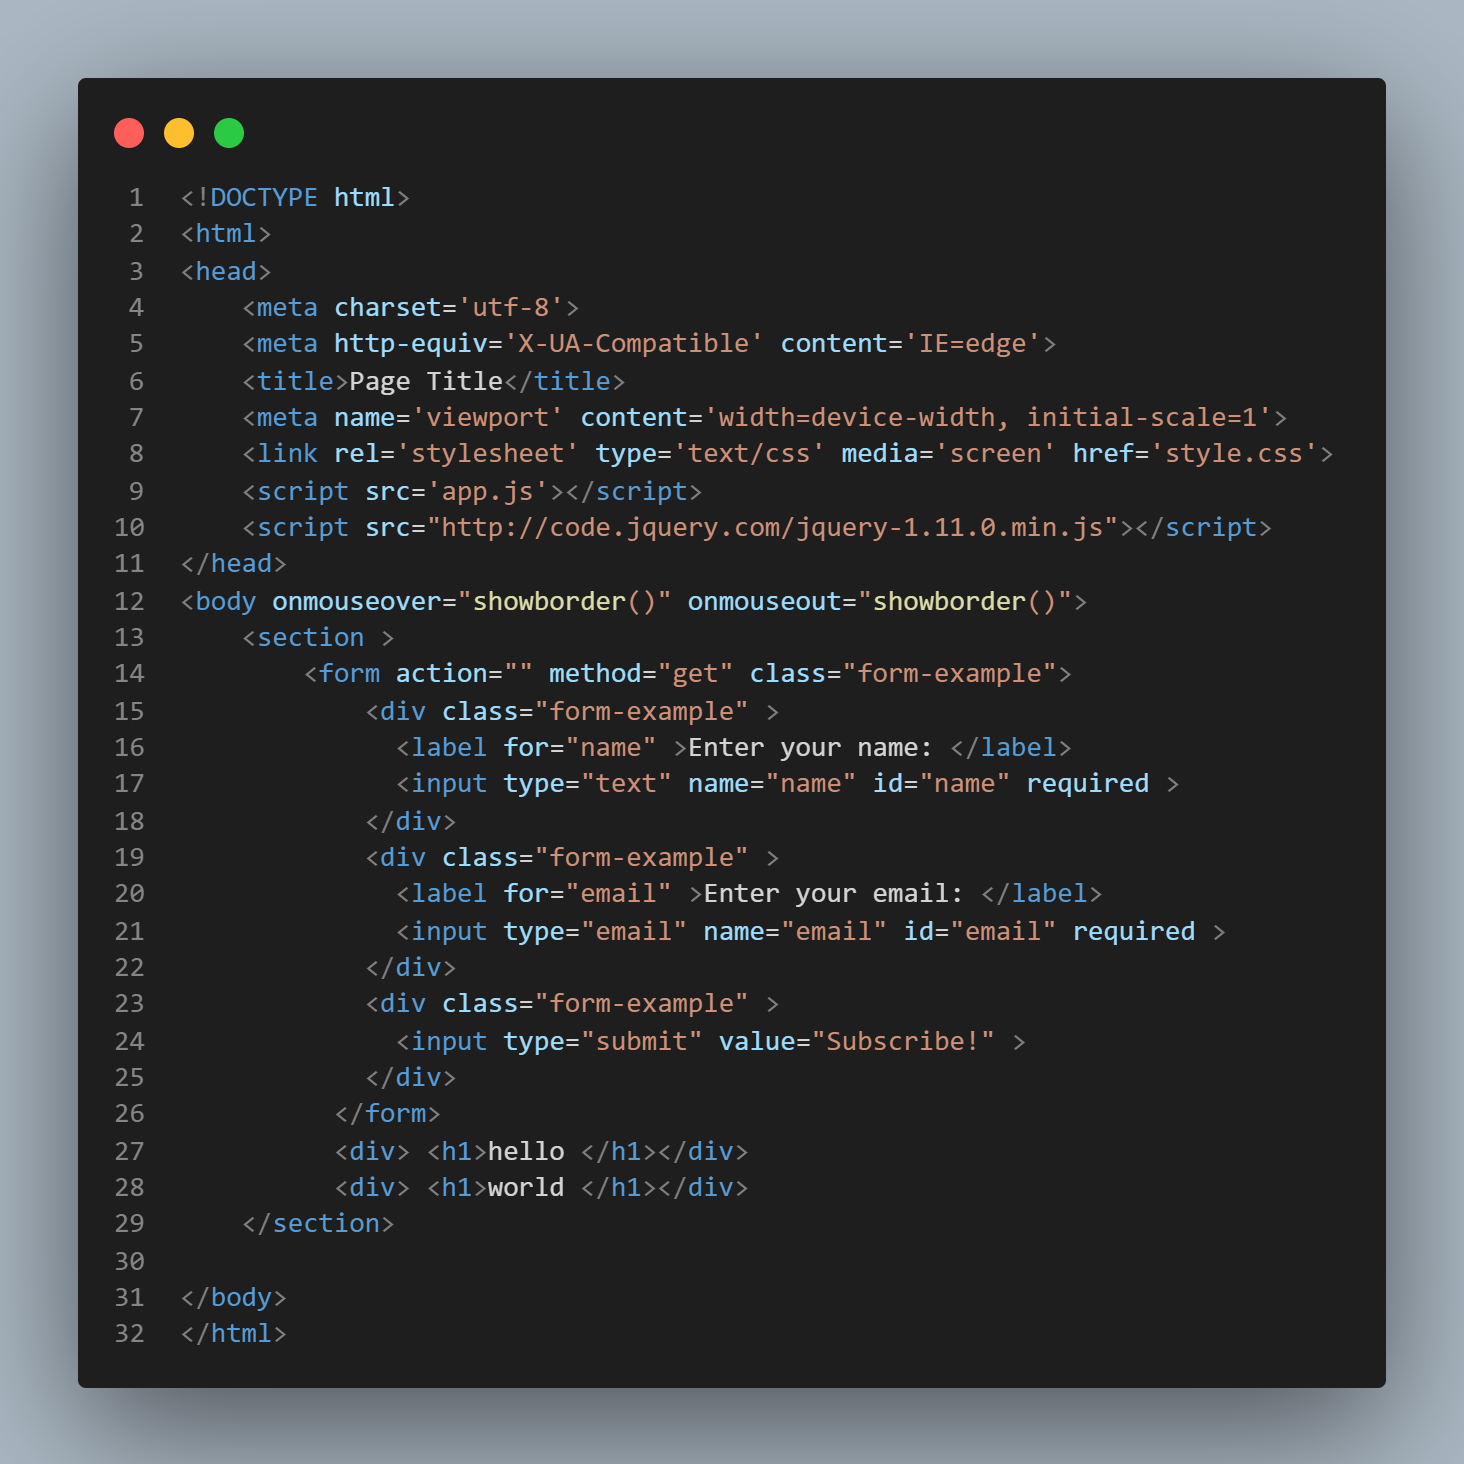 1 <!DOCTYPE html>
2 <html>
3 <head>
4     <meta charset='utf-8'>
5     <meta http-equiv='X-UA-Compatible' content='IE=edge'>
6     <title>Page Title</title>
7     <meta name='viewport' content='width=device-width, initial-scale=1'>
8     <link rel='stylesheet' type='text/css' media='screen' href='style.css'>
9     <script src='app.js'></script>
10     <script src="http://code.jquery.com/jquery-1.11.0.min.js"></script>
11 </head>
12 <body onmouseover="showborder()" onmouseout="showborder()">
13     <section >
14         <form action="" method="get" class="form-example">
15             <div class="form-example" >
16               <label for="name" >Enter your name: </label>
17               <input type="text" name="name" id="name" required >
18             </div>
19             <div class="form-example" >
20               <label for="email" >Enter your email: </label>
21               <input type="email" name="email" id="email" required >
22             </div>
23             <div class="form-example" >
24               <input type="submit" value="Subscribe!" >
25             </div>
26           </form>
27           <div> <h1>hello </h1></div>
28           <div> <h1>world </h1></div>
29     </section>
30
31 </body>
32 </html>